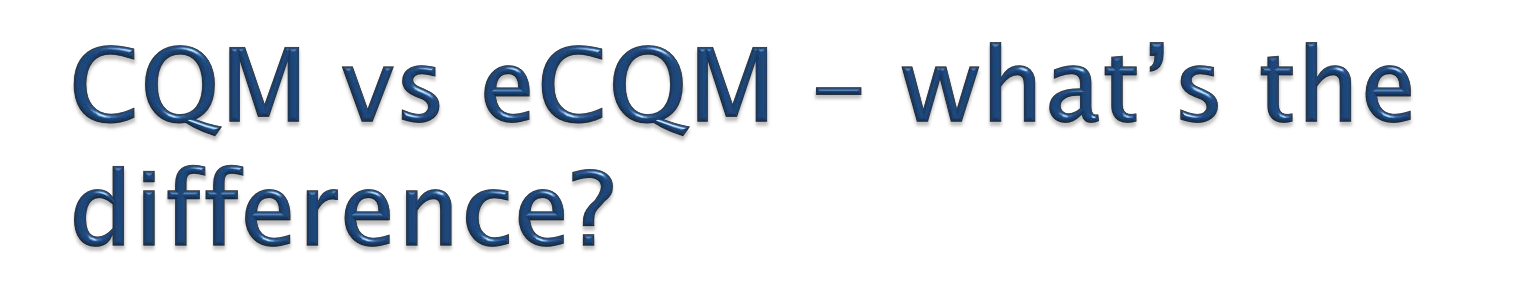 CQM vs eCQM – what’s the
difference?